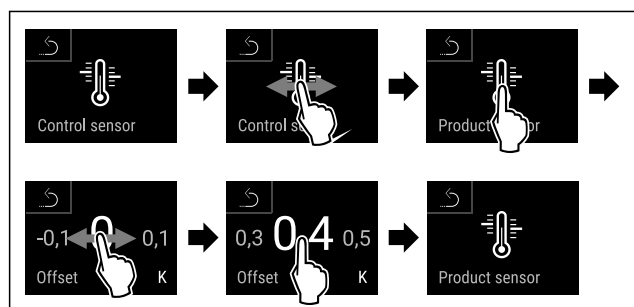 Control sensor
Control s
Product or
-0,1 0 0,1
Offset K
0,3 0,4 0,5
Offset K
Product sensor